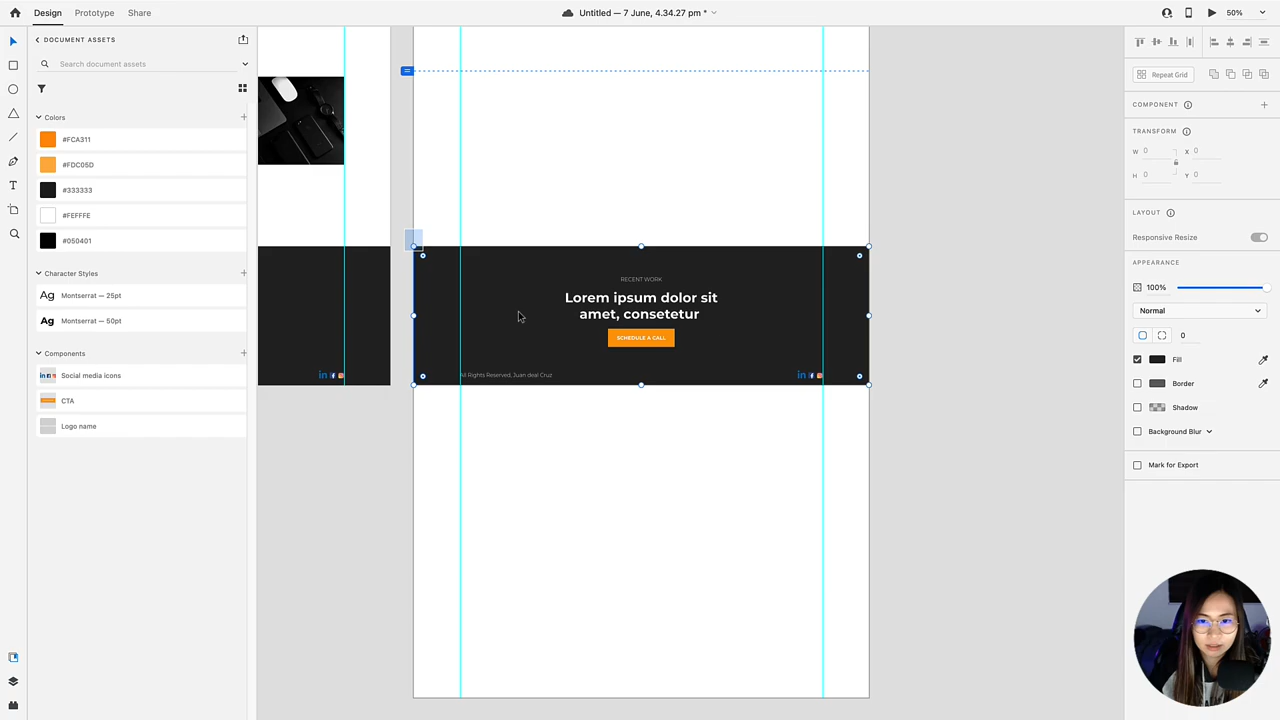 Design Prototype Share
Untitled — 7 June, 4.34.27 pm *
50%
DOCUMENT ASSETS
Search document assets
Colors
#FCA311
#FDC05D
#333333
#FEFFFE
#050401
Character Styles
Ag Montserrat — 25pt
Ag Montserrat — 50pt
Components
Social media icons
CTA
Logo name
RECENT WORK
Lorem ipsum dolor sit
amet, consetetur
SCHEDULE A CALL
All Rights Reserved, Juan deal Cruz
Repeat Grid
COMPONENT
TRANSFORM
W 0 X 0
H 0 Y 0
LAYOUT
Responsive Resize
APPEARANCE
100%
Normal
0
Fill
Border
Shadow
Background Blur
Mark for Export